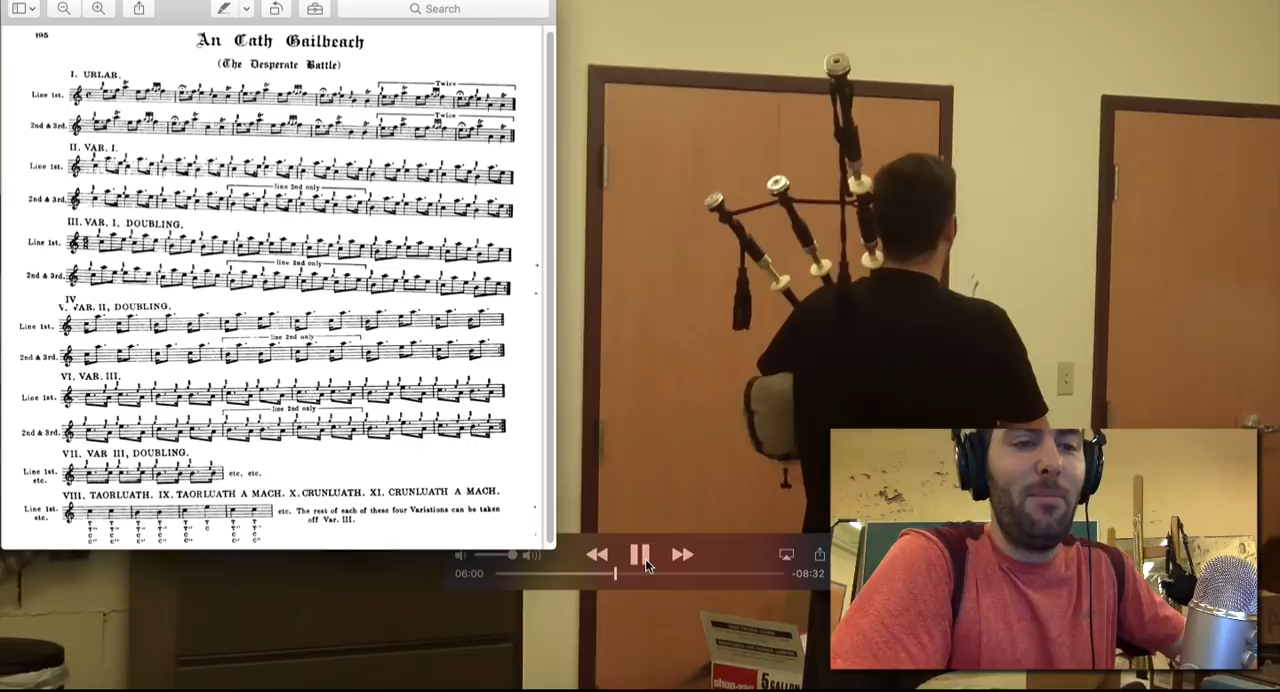 Search
195
An Cath Gailbeach
(The Desperate Battle)
I. URLAR.
Twice
Line 1st.
Twice
2nd & 3rd.
II. VAR. I.
Line 1st.
line 2nd only
2nd & 3rd.
III. VAR. I. DOUBLING.
Line 1st.
line 2nd only
2nd & 3rd.
IV
V. VAR. II, DOUBLING.
Line 1st.
line 2nd only
2nd & 3rd.
VI. VAR. III.
Line 1st.
line 2nd only
2nd & 3rd.
VII. VAR III, DOUBLING.
Line 1st. etc.
etc. etc.
VIII. TAORLUATH. IX. TAORLUATH A MACH. X. CRUNLUATH. XI. CRUNLUATH A MACH.
Line 1st. etc.
etc. The rest of each of these four Variations can be taken
off Var. III.
06:00
-08:32
shop-vac
5 GALLON